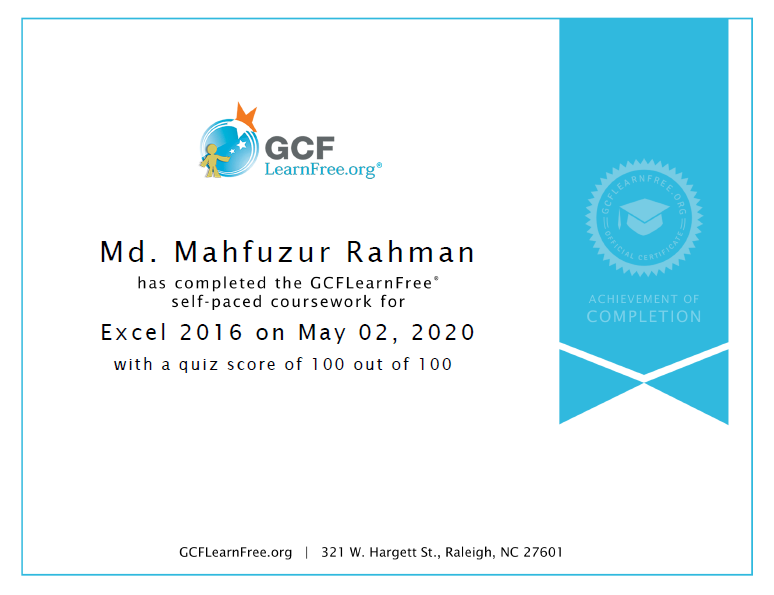 GCF
LearnFree.org®
Md. Mahfuzur Rahman
has completed the GCFLearnFree®
self-paced coursework for
Excel 2016 on May 02, 2020
with a quiz score of 100 out of 100
GCFLEARNFREE.ORG
OFFICIAL CERTIFICATE
ACHIEVEMENT OF
COMPLETION
GCFLearnFree.org | 321 W. Hargett St., Raleigh, NC 27601